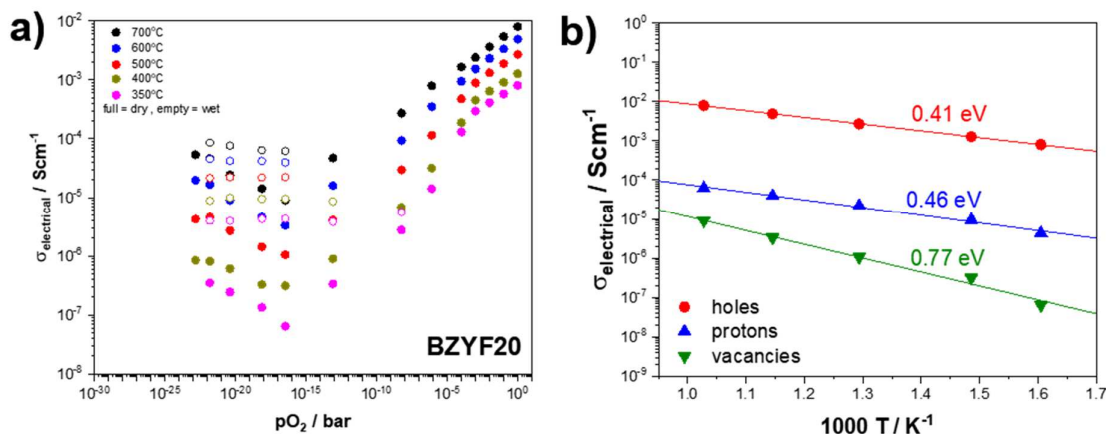 a)
10⁻²
10⁻³
10⁻⁴
10⁻⁵
10⁻⁶
10⁻⁷
10⁻⁸
σelectrical / Scm⁻¹
700°C
600°C
500°C
400°C
350°C
full = dry , empty = wet
BZYF20
10⁻³⁰ 10⁻²⁵ 10⁻²⁰ 10⁻¹⁵ 10⁻¹⁰ 10⁻⁵ 10⁰
pO₂ / bar
b)
10⁰
10⁻¹
10⁻²
10⁻³
10⁻⁴
10⁻⁵
10⁻⁶
10⁻⁷
10⁻⁸
10⁻⁹
σelectrical / Scm⁻¹
0.41 eV
0.46 eV
0.77 eV
holes
protons
vacancies
1.0 1.1 1.2 1.3 1.4 1.5 1.6 1.7
1000 T / K⁻¹